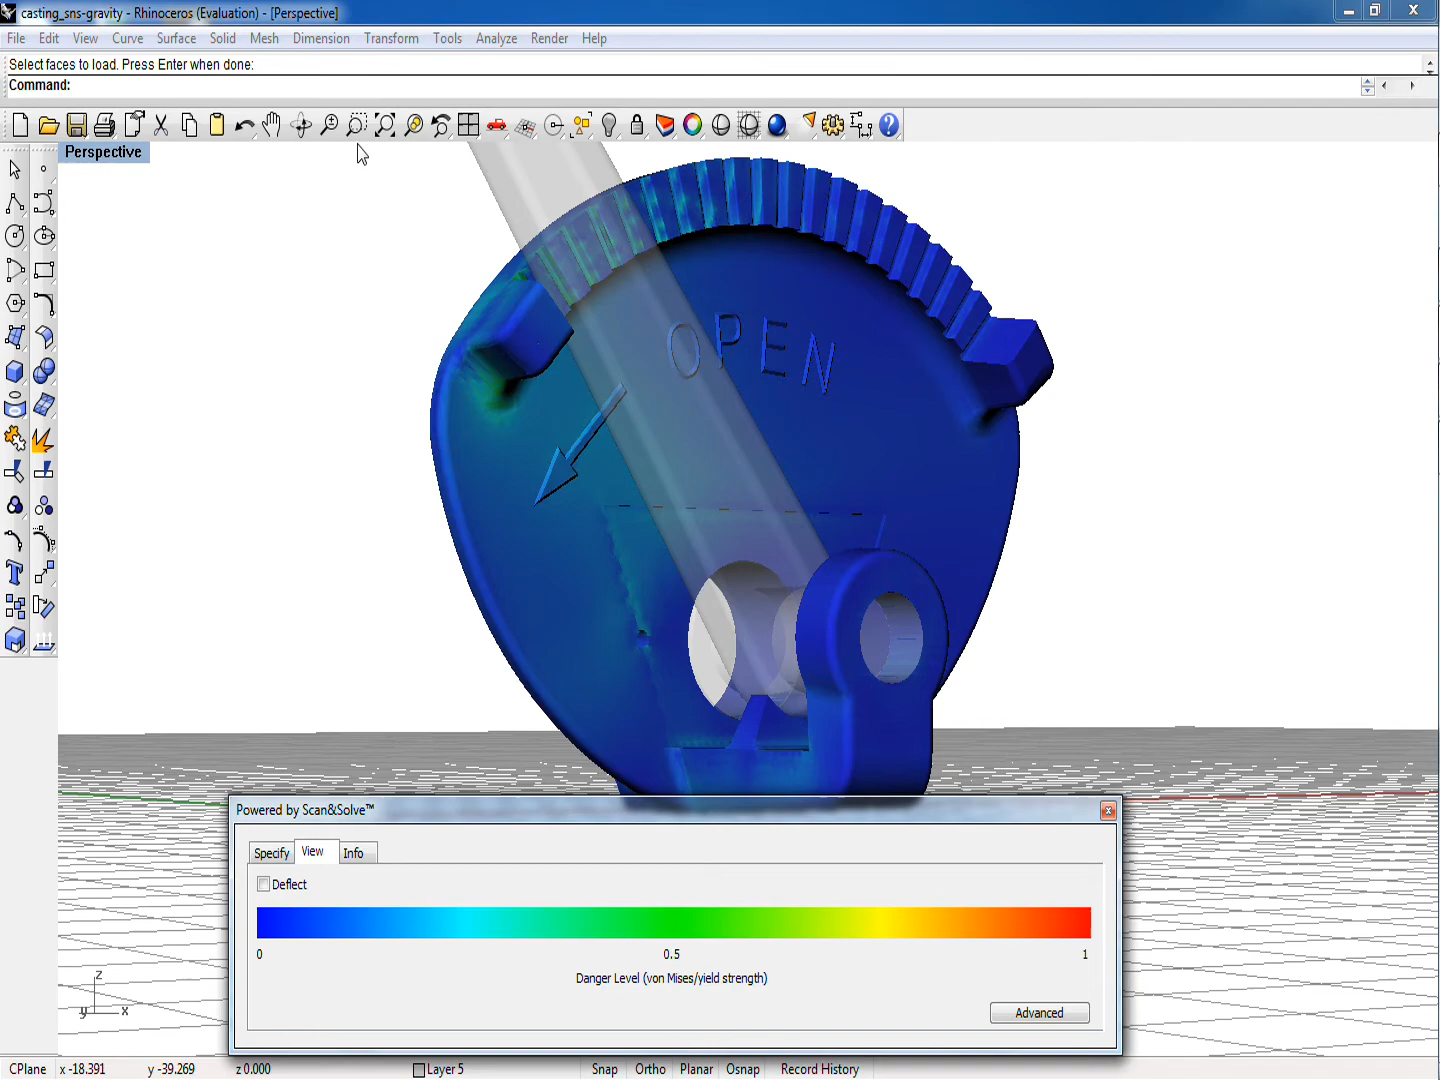 casting_sns-gravity - Rhinoceros (Evaluation) - [Perspective]
File Edit View Curve Surface Solid Mesh Dimension Transform Tools Analyze Render Help
Select faces to load. Press Enter when done:
Command:
Perspective
OPEN
Powered by Scan&Solve™
Specify View Info
Deflect
0 0.5 1
Danger Level (von Mises/yield strength)
Advanced
z
y x
CPlane x -18.391 y -39.269 z 0.000 Layer 5 Snap Ortho Planar Osnap Record History